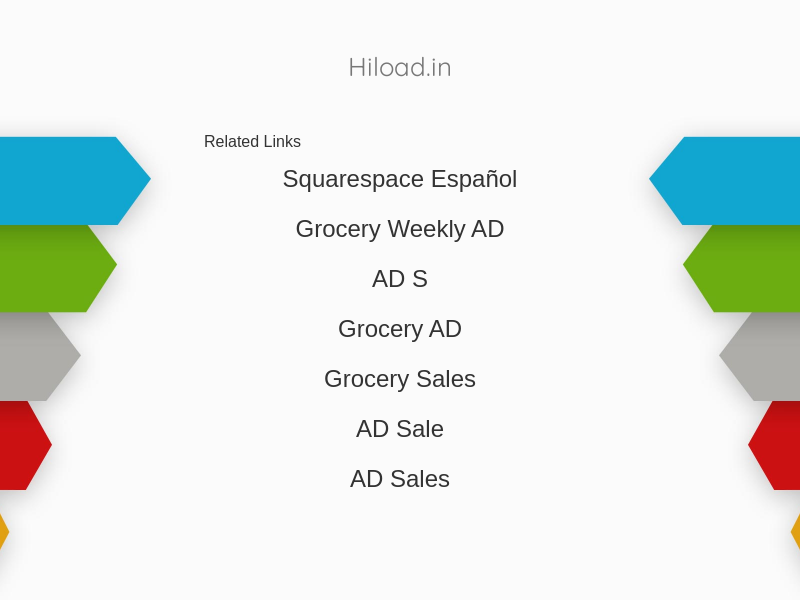 Hiload.in
Related Links
Squarespace Español
Grocery Weekly AD
AD S
Grocery AD
Grocery Sales
AD Sale
AD Sales